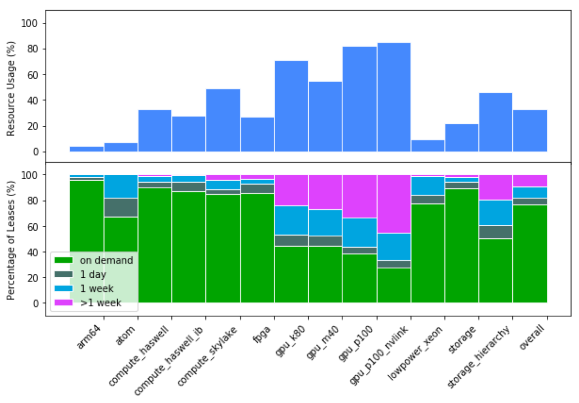 100
80
60
40
20
0
Resource Usage (%)
100
80
60
40
20
0
Percentage of Leases (%)
on demand
1 day
1 week
>1 week
arm64
atom
compute_haswell
compute_haswell_ib
compute_skylake
fpga
gpu_k80
gpu_m40
gpu_p100
gpu_p100_nvlink
lowpower_xeon
storage
storage_hierarchy
overall